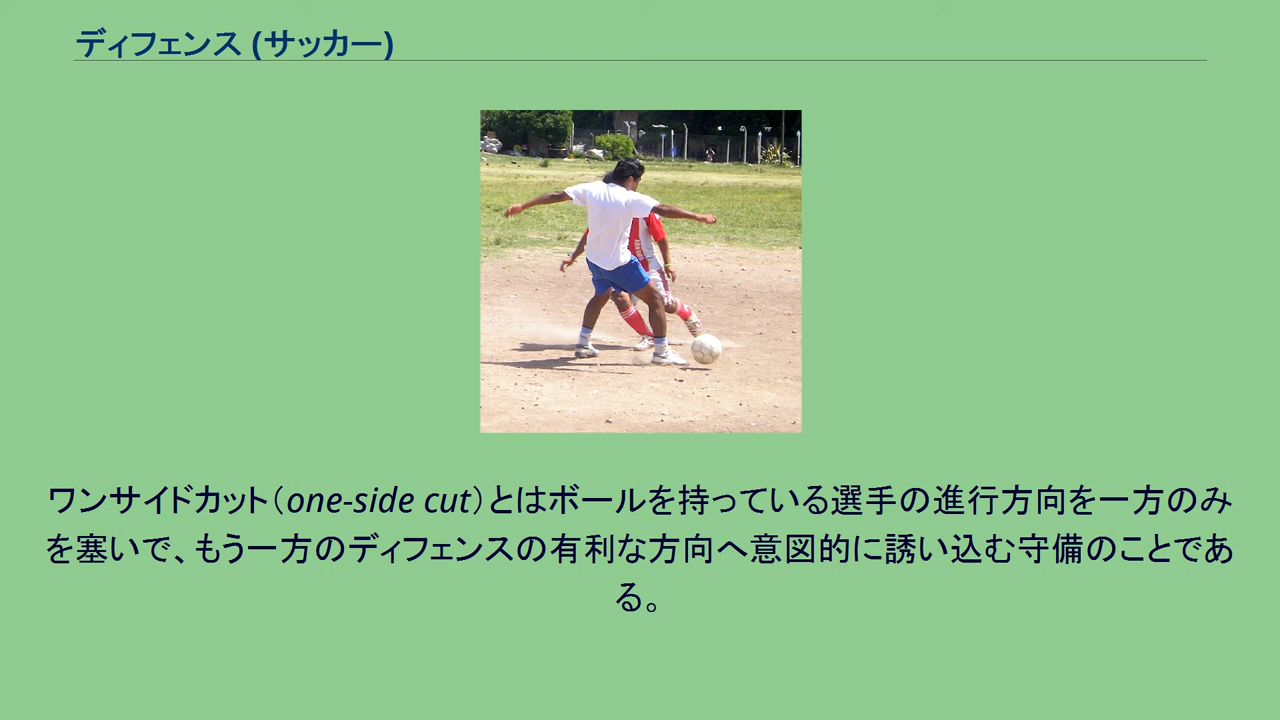 ディフェンス (サッカー)
ワンサイドカット（one-side cut）とはボールを持っている選手の進行方向を一方のみ
を塞いで、もう一方のディフェンスの有利な方向へ意図的に誘い込む守備のことであ
る。